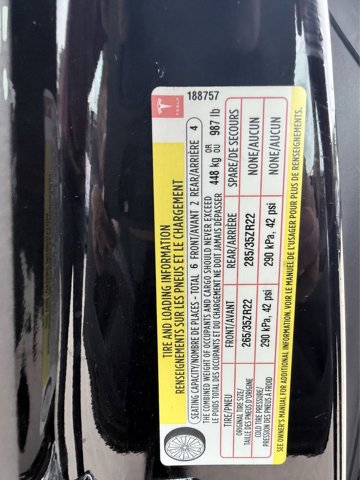 TESLA
188757
TIRE AND LOADING INFORMATION
RENSEIGNEMENTS SUR LES PNEUS ET LE CHARGEMENT
SEATING CAPACITY/NOMBRE DE PLACES - TOTAL 6 FRONT/AVANT 2 REAR/ARRIÈRE 4
THE COMBINED WEIGHT OF OCCUPANTS AND CARGO SHOULD NEVER EXCEED
LE POIDS TOTAL DES OCCUPANTS ET DU CHARGEMENT NE DOIT JAMAIS DÉPASSER
448 kg OR OU 987 lb
TIRE/PNEU FRONT/AVANT REAR/ARRIÈRE SPARE/DE SECOURS
ORIGINAL TIRE SIZE/
TAILLE DES PNEUS D'ORIGINE
265/35ZR22 285/35ZR22 NONE/AUCUN
COLD TIRE PRESSURE/
PRESSION DES PNEUS À FROID
290 kPa, 42 psi 290 kPa, 42 psi NONE/AUCUN
SEE OWNER'S MANUAL FOR ADDITIONAL INFORMATION. VOIR LE MANUEL DE L'USAGER POUR PLUS DE RENSEIGNEMENTS.